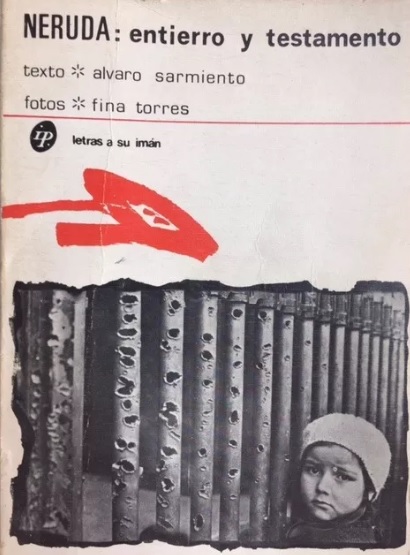 NERUDA: entierro y testamento
texto * alvaro sarmiento
fotos * fina torres
ip. letras a su imán